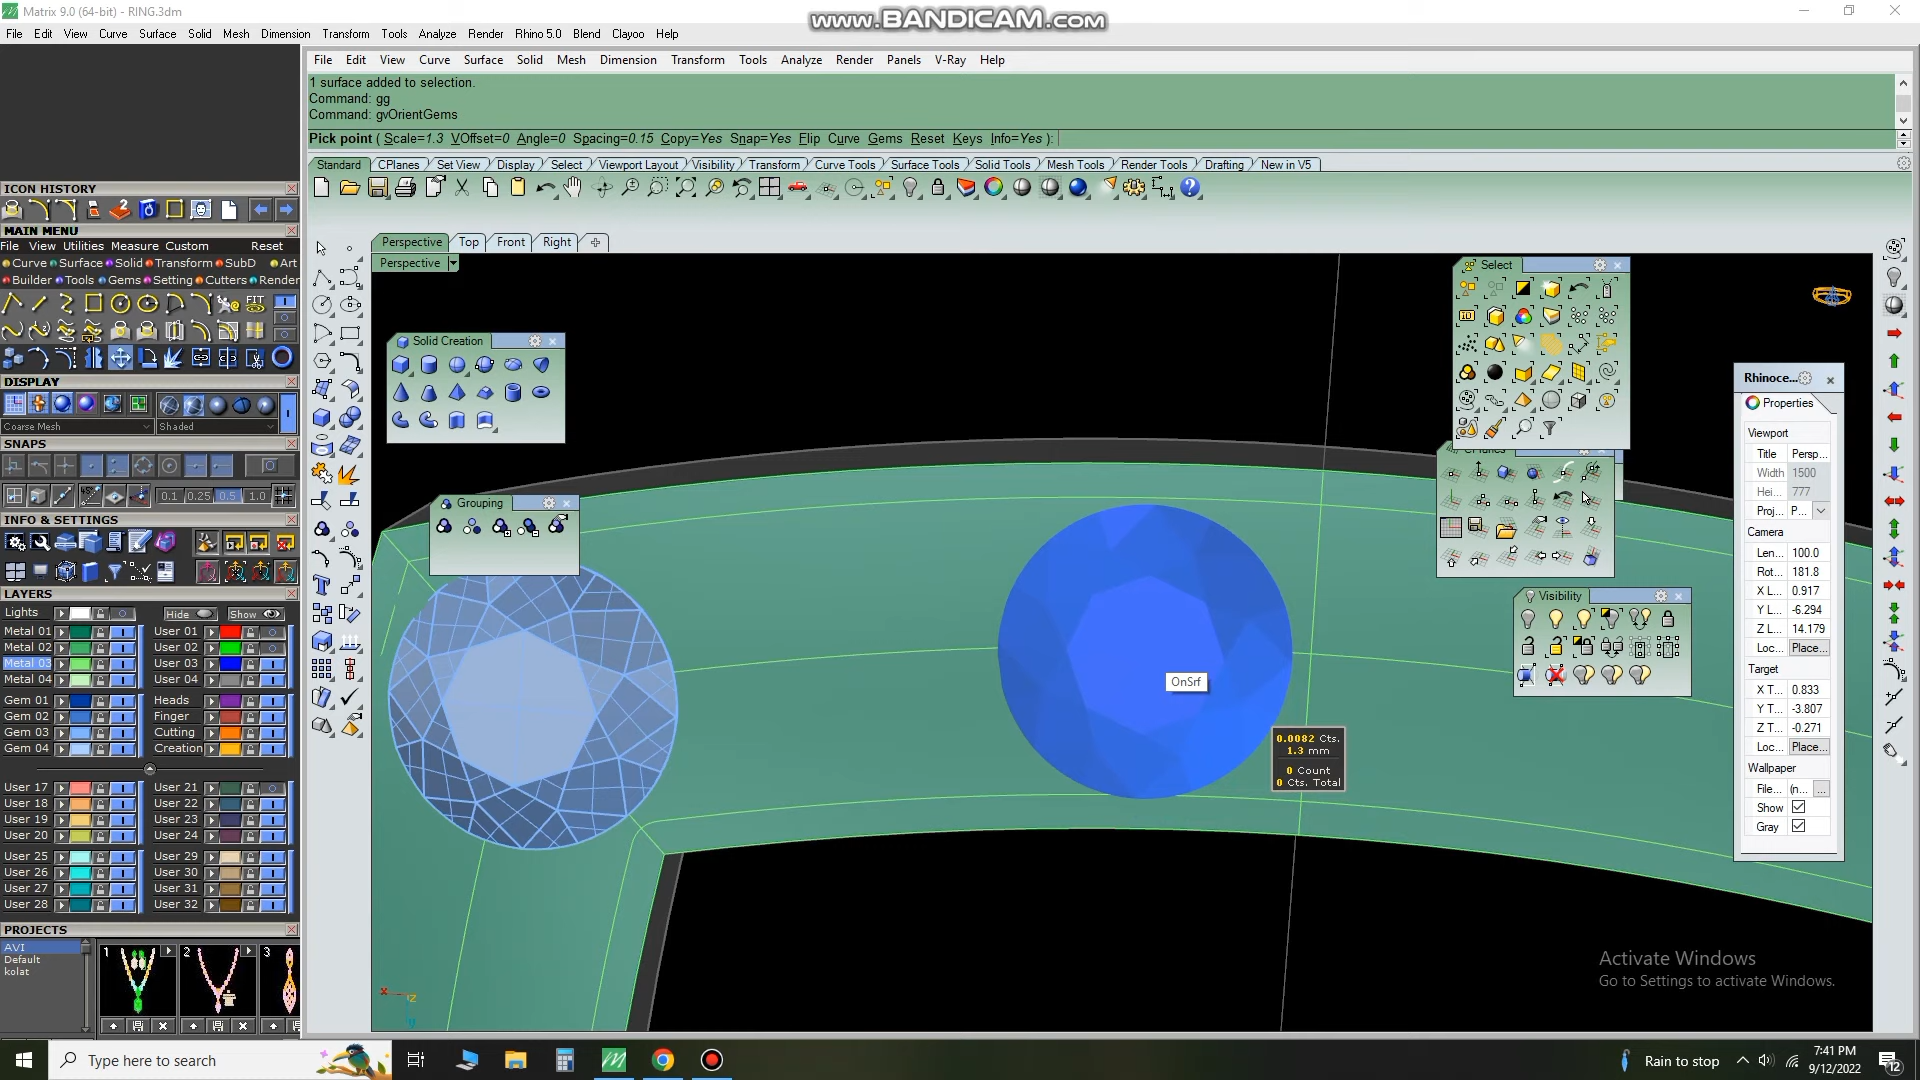 Matrix 9.0 (64-bit) - RING.3dm
www.BANDICAM.com
File Edit View Curve Surface Solid Mesh Dimension Transform Tools Analyze Render Rhino 5.0 Blend Clayoo Help
File Edit View Curve Surface Solid Mesh Dimension Transform Tools Analyze Render Panels V-Ray Help
1 surface added to selection.
Command: gg
Command: gvOrientGems
Pick point ( Scale=1.3 VOffset=0 Angle=0 Spacing=0.15 Copy=Yes Snap=Yes Flip Curve Gems Reset Keys Info=Yes ):
Standard CPlanes Set View Display Select Viewport Layout Visibility Transform Curve Tools Surface Tools Solid Tools Mesh Tools Render Tools Drafting New in V5
ICON HISTORY
MAIN MENU
File View Utilities Measure Custom Reset
Curve Surface Solid Transform SubD Art
Builder Tools Gems Setting Cutters Render
FIT
DISPLAY
Coarse Mesh Shaded
SNAPS
0.1 0.25 0.5 1.0
INFO & SETTINGS
LAYERS
Lights Hide Show
Metal 01 User 01
Metal 02 User 02
Metal 03 User 03
Metal 04 User 04
Gem 01 Heads
Gem 02 Finger
Gem 03 Cutting
Gem 04 Creation
User 17 User 21
User 18 User 22
User 19 User 23
User 20 User 24
User 25 User 29
User 26 User 30
User 27 User 31
User 28 User 32
PROJECTS
AVI
Default
kolat
1 2 3
Perspective Top Front Right
Perspective
Solid Creation
Grouping
Select
Visibility
OnSrf
0.0082 Cts.
1.3 mm
0 Count
0 Cts. Total
Rhinoce...
Properties
Viewport
Title Persp...
Width 1500
Hei... 777
Proj... P...
Camera
Len... 100.0
Rot... 181.8
X L... 0.917
Y L... -6.294
Z L... 14.179
Loc... Place...
Target
X T... 0.833
Y T... -3.807
Z T... -0.271
Loc... Place...
Wallpaper
File... (n... ...
Show
Gray
x z
Activate Windows
Go to Settings to activate Windows.
Type here to search
Rain to stop
7:41 PM
9/12/2022
12